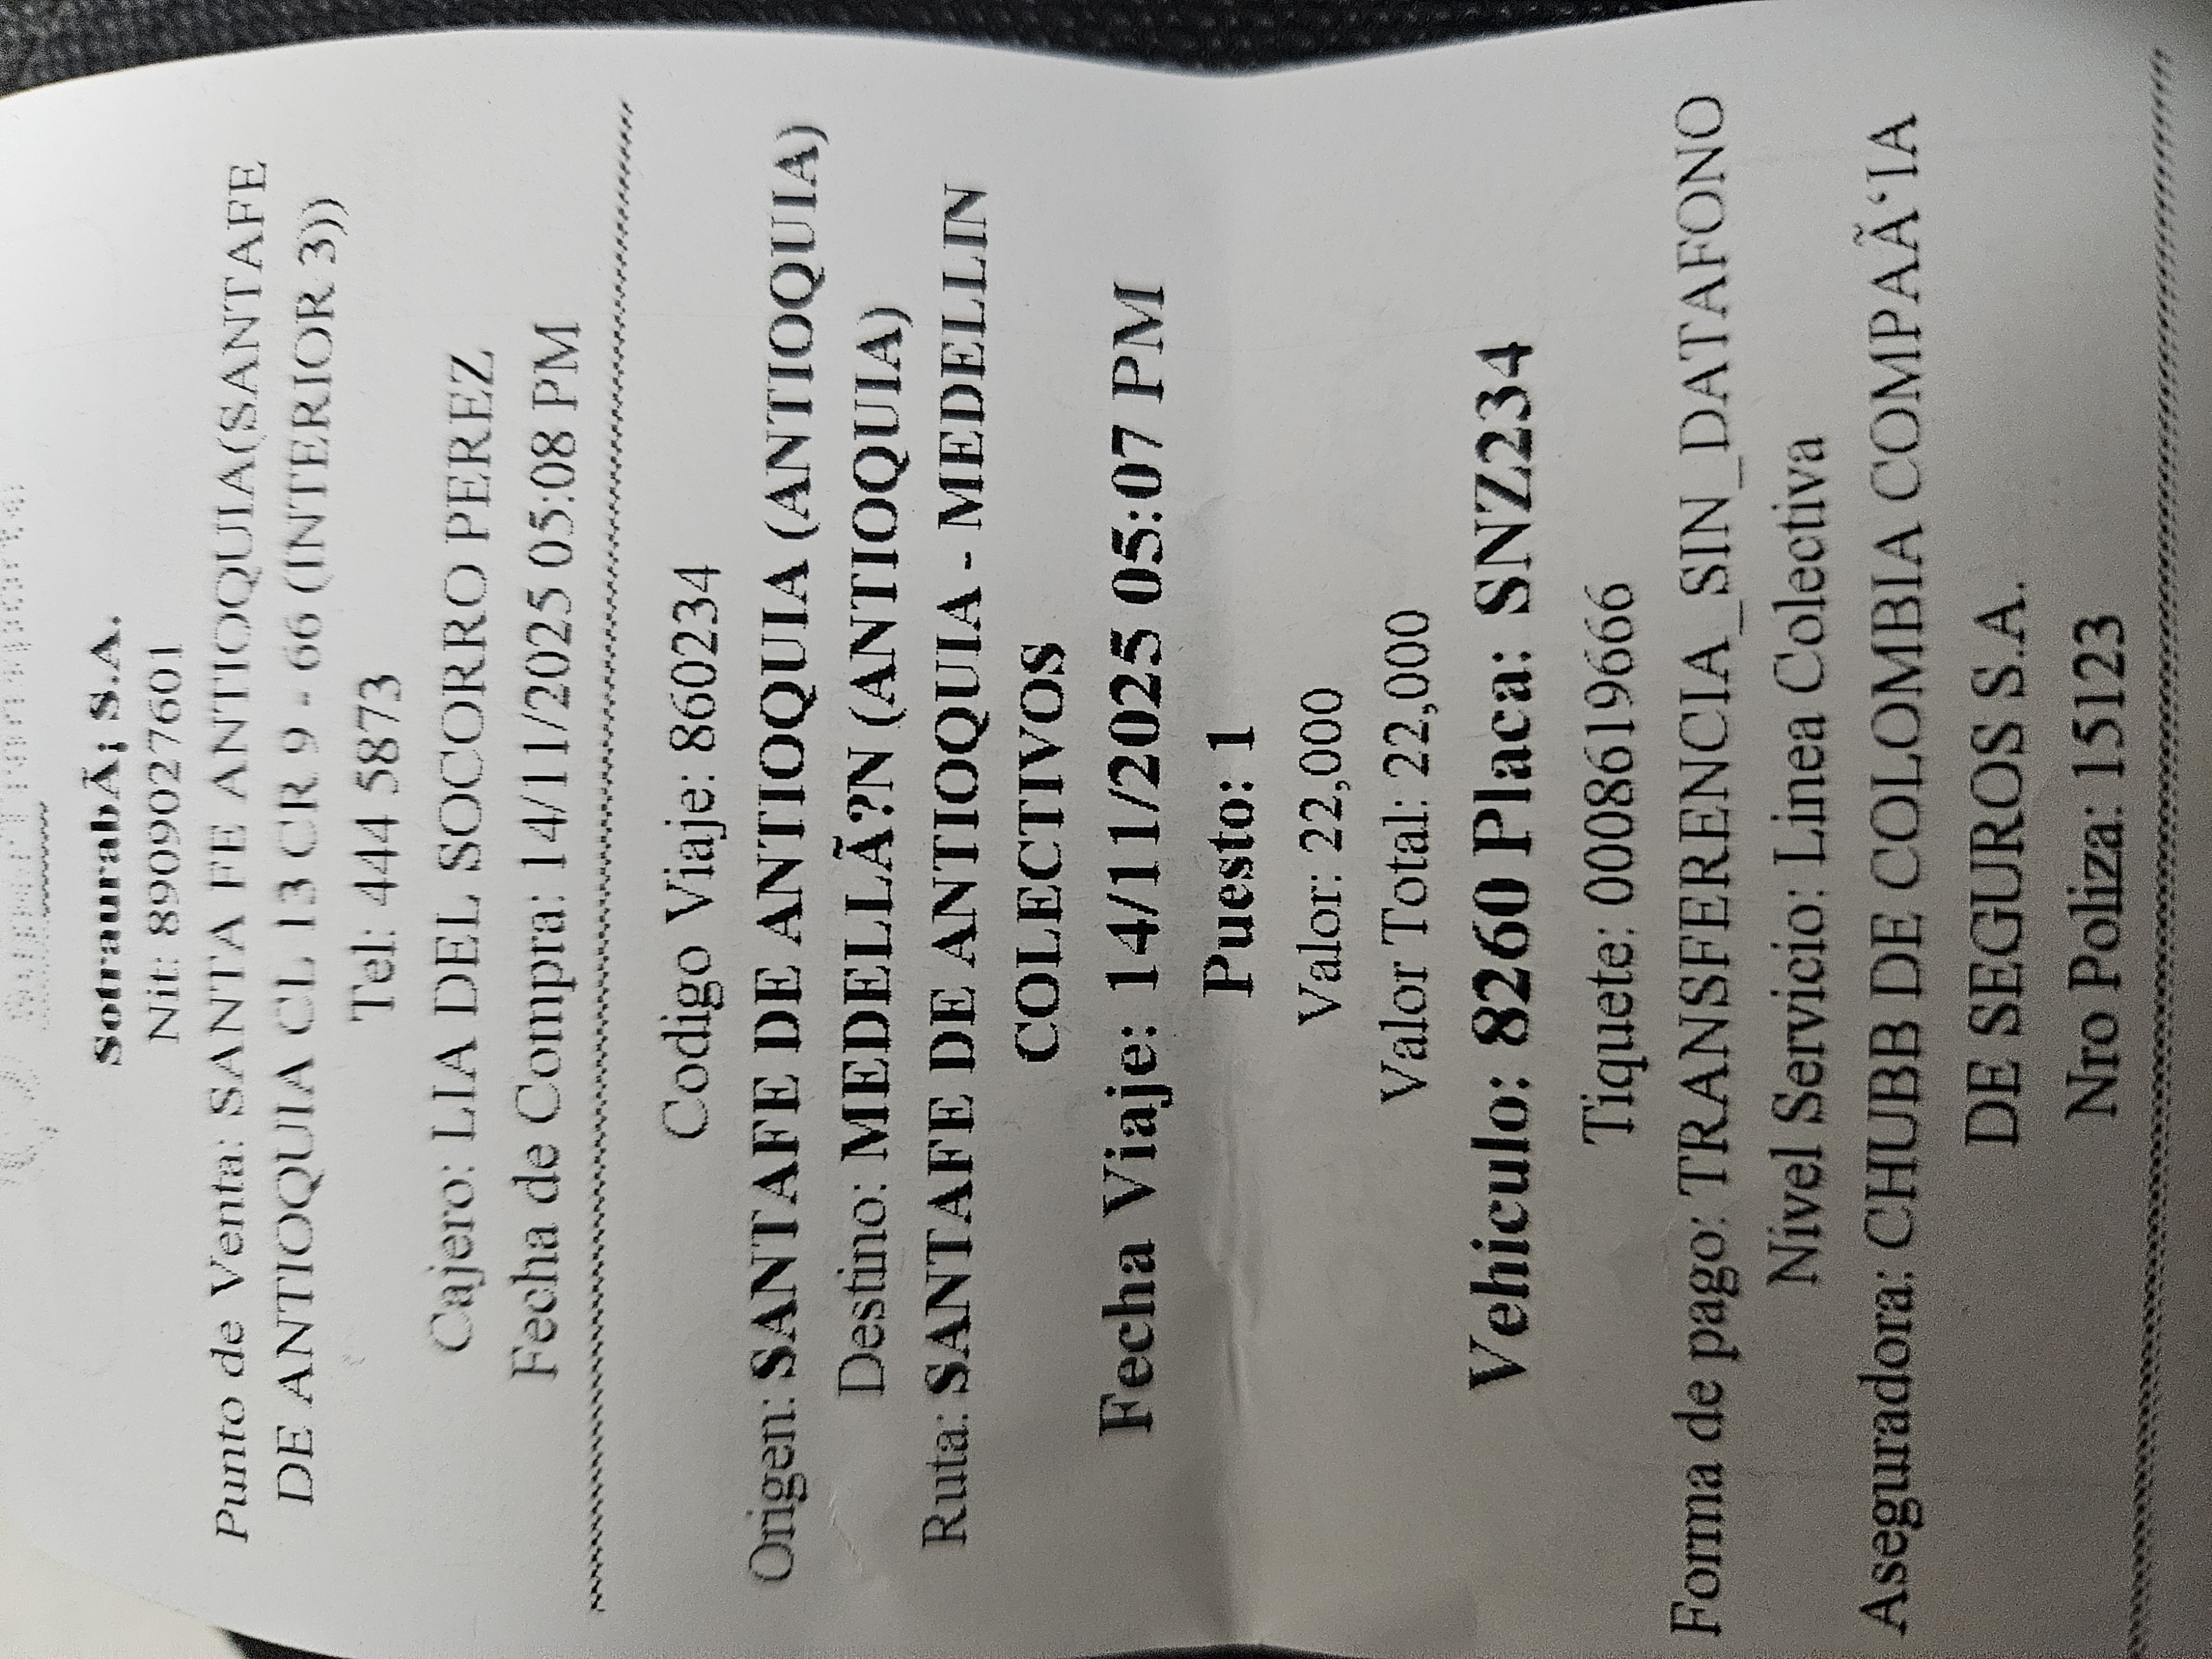 SotraurabÃ¡ S.A.
Nit: 8909027601
Punto de Venta: SANTA FE ANTIOQUIA(SANTAFE
DE ANTIOQUIA CL 13 CR 9 - 66 (INTERIOR 3))
Tel: 444 5873
Cajero: LIA DEL SOCORRO PEREZ
Fecha de Compra: 14/11/2025 05:08 PM
Codigo Viaje: 860234
Origen: SANTAFE DE ANTIOQUIA (ANTIOQUIA)
Destino: MEDELLÃ?N (ANTIOQUIA)
Ruta: SANTAFE DE ANTIOQUIA - MEDELLIN
COLECTIVOS
Fecha Viaje: 14/11/2025 05:07 PM
Puesto: 1
Valor: 22,000
Valor Total: 22,000
Vehiculo: 8260 Placa: SNZ234
Tiquete: 0008619666
Forma de pago: TRANSFERENCIA_SIN_DATAFONO
Nivel Servicio: Linea Colectiva
Aseguradora: CHUBB DE COLOMBIA COMPAÃ‘IA
DE SEGUROS S.A.
Nro Poliza: 15123